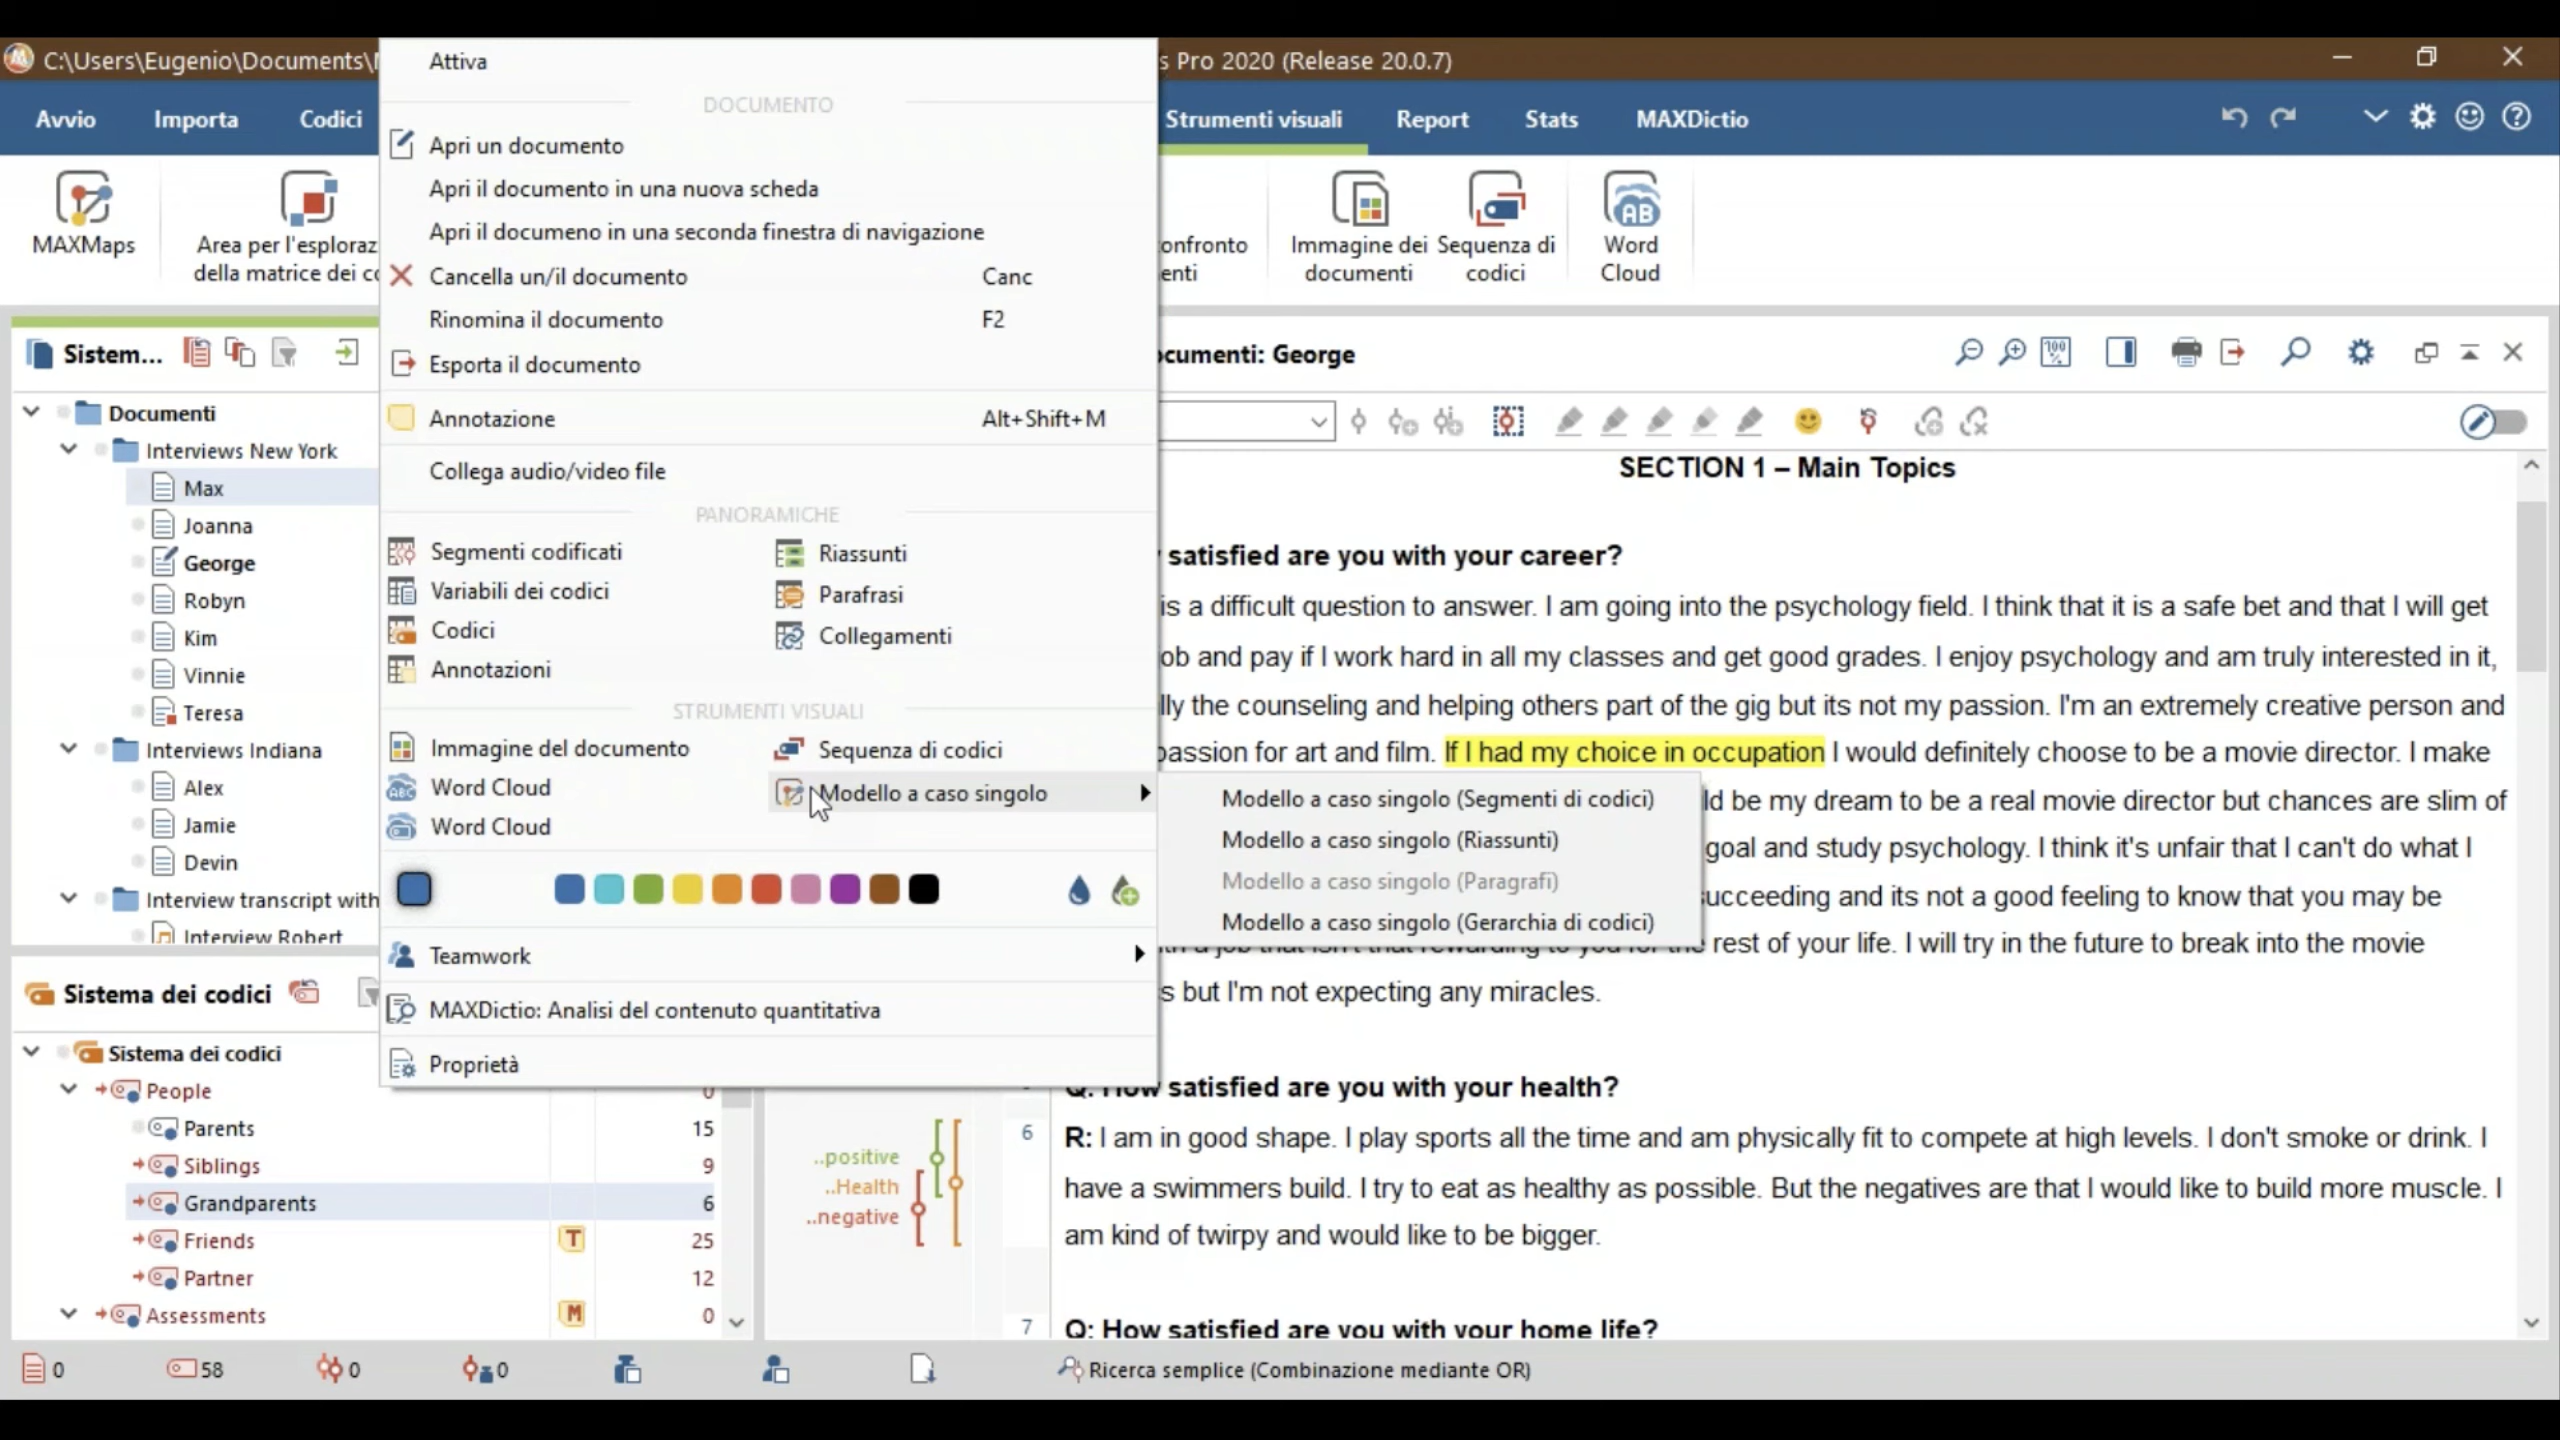 C:\Users\Eugenio\Documents\
s Pro 2020 (Release 20.0.7)
Avvio
Importa
Codici
Strumenti visuali
Report
Stats
MAXDictio
MAXMaps
Area per l'esploraz
della matrice dei co
onfronto
enti
Immagine dei
documenti
Sequenza di
codici
Word
Cloud
Sistem...
Documenti
Interviews New York
Max
Joanna
George
Robyn
Kim
Vinnie
Teresa
Interviews Indiana
Alex
Jamie
Devin
Interview transcript with
Interview Robert
Attiva
DOCUMENTO
Apri un documento
Apri il documento in una nuova scheda
Apri il documeno in una seconda finestra di navigazione
Cancella un/il documento Canc
Rinomina il documento F2
Esporta il documento
Annotazione Alt+Shift+M
Collega audio/video file
PANORAMICHE
Segmenti codificati
Variabili dei codici
Codici
Annotazioni
Riassunti
Parafrasi
Collegamenti
STRUMENTI VISUALI
Immagine del documento
Word Cloud
Word Cloud
Sequenza di codici
Modello a caso singolo
Teamwork
MAXDictio: Analisi del contenuto quantitativa
Proprietà
Modello a caso singolo (Segmenti di codici)
Modello a caso singolo (Riassunti)
Modello a caso singolo (Paragrafi)
Modello a caso singolo (Gerarchia di codici)
cumenti: George
100
%
SECTION 1 – Main Topics
satisfied are you with your career?
is a difficult question to answer. I am going into the psychology field. I think that it is a safe bet and that I will get
ob and pay if I work hard in all my classes and get good grades. I enjoy psychology and am truly interested in it,
lly the counseling and helping others part of the gig but its not my passion. I'm an extremely creative person and
passion for art and film. If I had my choice in occupation I would definitely choose to be a movie director. I make
ld be my dream to be a real movie director but chances are slim of
goal and study psychology. I think it's unfair that I can't do what I
succeeding and its not a good feeling to know that you may be
a job that isn't that rewarding to you for the rest of your life. I will try in the future to break into the movie
s but I'm not expecting any miracles.
Q: How satisfied are you with your health?
6
R: I am in good shape. I play sports all the time and am physically fit to compete at high levels. I don't smoke or drink. I
have a swimmers build. I try to eat as healthy as possible. But the negatives are that I would like to build more muscle. I
am kind of twirpy and would like to be bigger.
7
Q: How satisfied are you with your home life?
..positive
..Health
..negative
Sistema dei codici
Sistema dei codici
People 0
Parents 15
Siblings 9
Grandparents 6
Friends T 25
Partner 12
Assessments M 0
0
58
0
0
Ricerca semplice (Combinazione mediante OR)